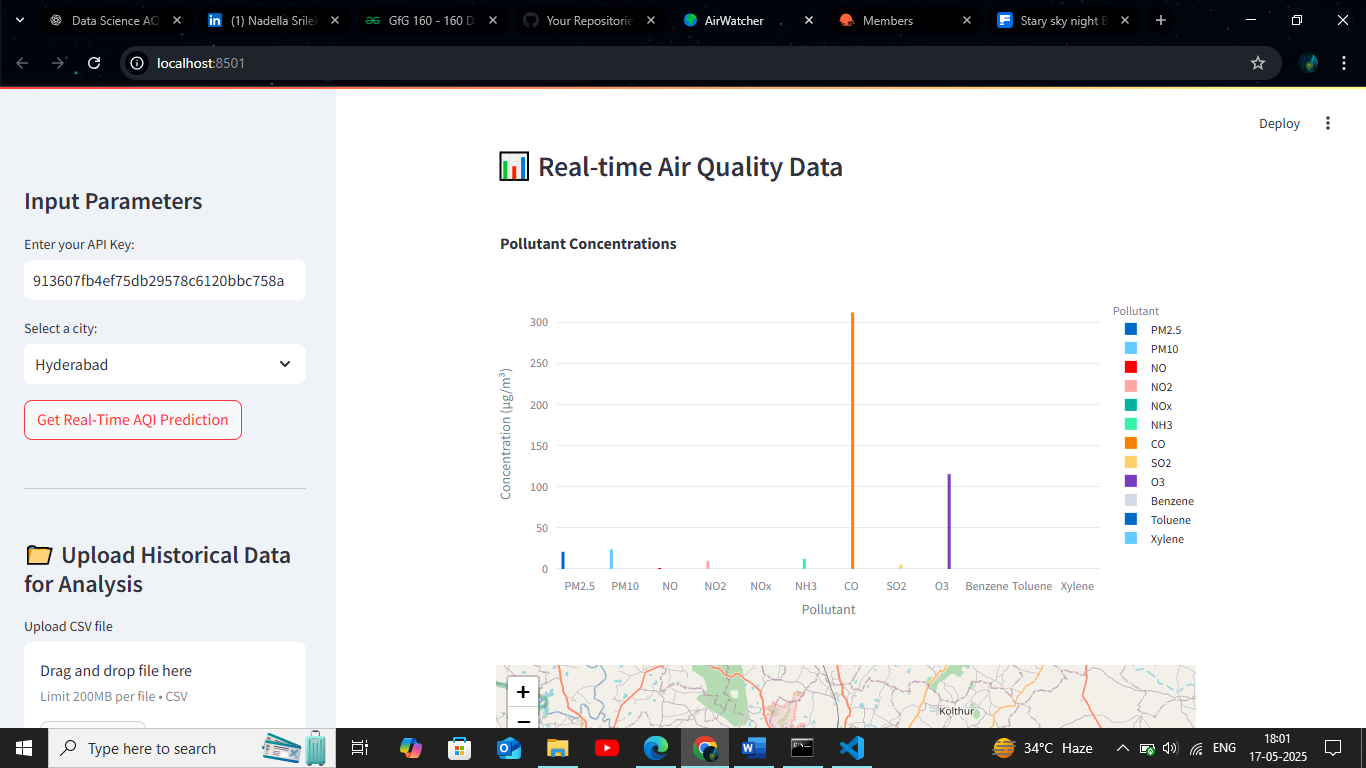 Data Science AQ
(1) Nadella Srilek
GfG 160 - 160 D
Your Repositorie
AirWatcher
Members
Stary sky night B
localhost:8501
Deploy
Input Parameters
Enter your API Key:
913607fb4ef75db29578c6120bbc758a
Select a city:
Hyderabad
Get Real-Time AQI Prediction
Upload Historical Data
for Analysis
Upload CSV file
Drag and drop file here
Limit 200MB per file • CSV
Real-time Air Quality Data
Pollutant Concentrations
Concentration (µg/m³)
300
250
200
150
100
50
0
PM2.5 PM10 NO NO2 NOx NH3 CO SO2 O3 Benzene Toluene Xylene
Pollutant
Pollutant
PM2.5
PM10
NO
NO2
NOx
NH3
CO
SO2
O3
Benzene
Toluene
Xylene
+
−
Kolthur
Type here to search
34°C Haze
ENG
18:01
17-05-2025